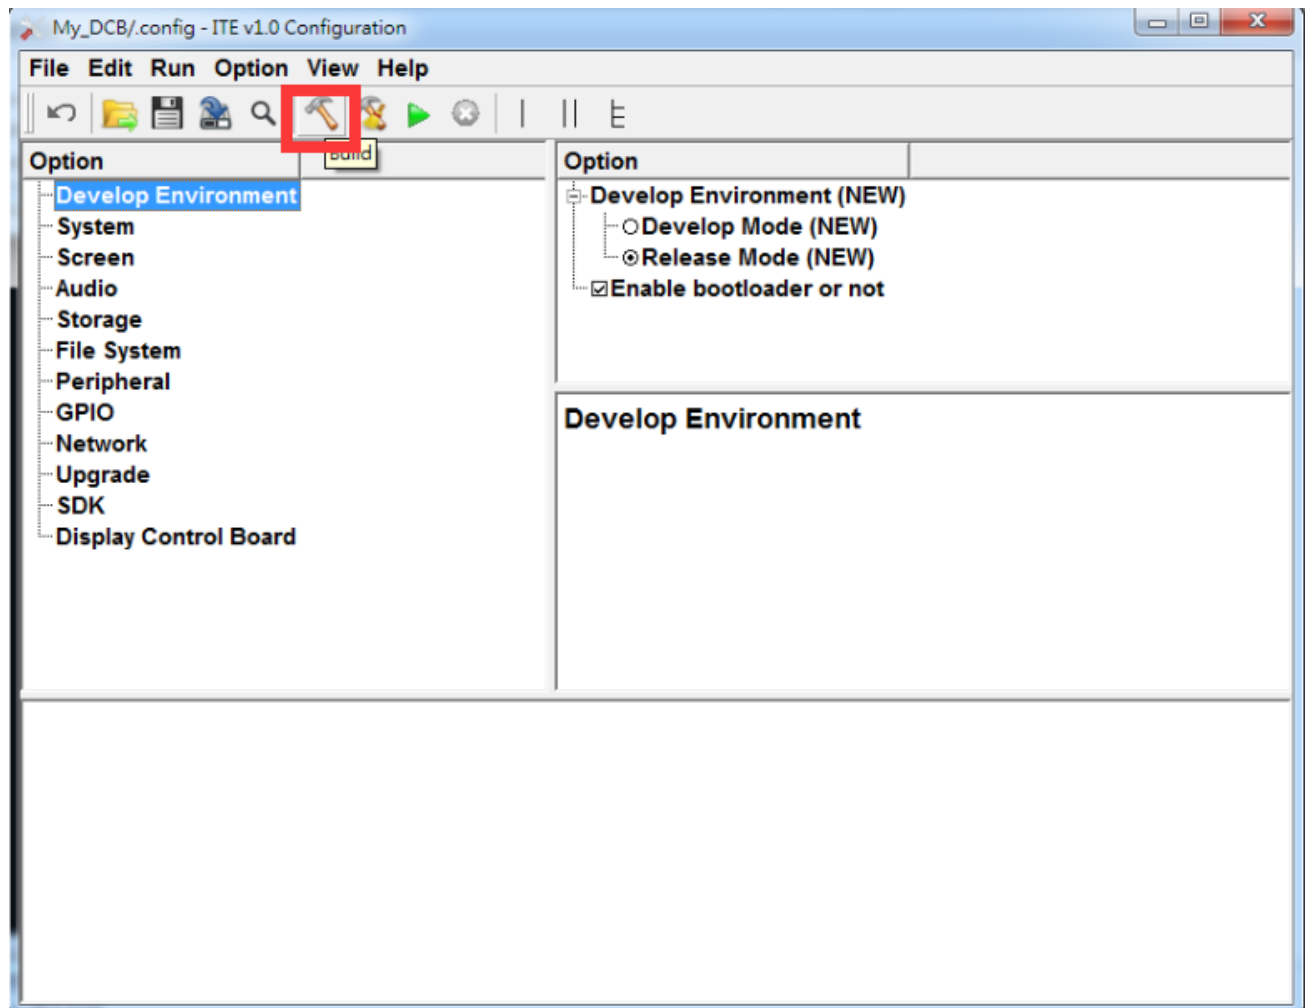 My_DCB/.config - ITE v1.0 Configuration
File Edit Run Option View Help
Build
Option
Develop Environment
System
Screen
Audio
Storage
File System
Peripheral
GPIO
Network
Upgrade
SDK
Display Control Board
Option
Develop Environment (NEW)
Develop Mode (NEW)
Release Mode (NEW)
Enable bootloader or not
Develop Environment